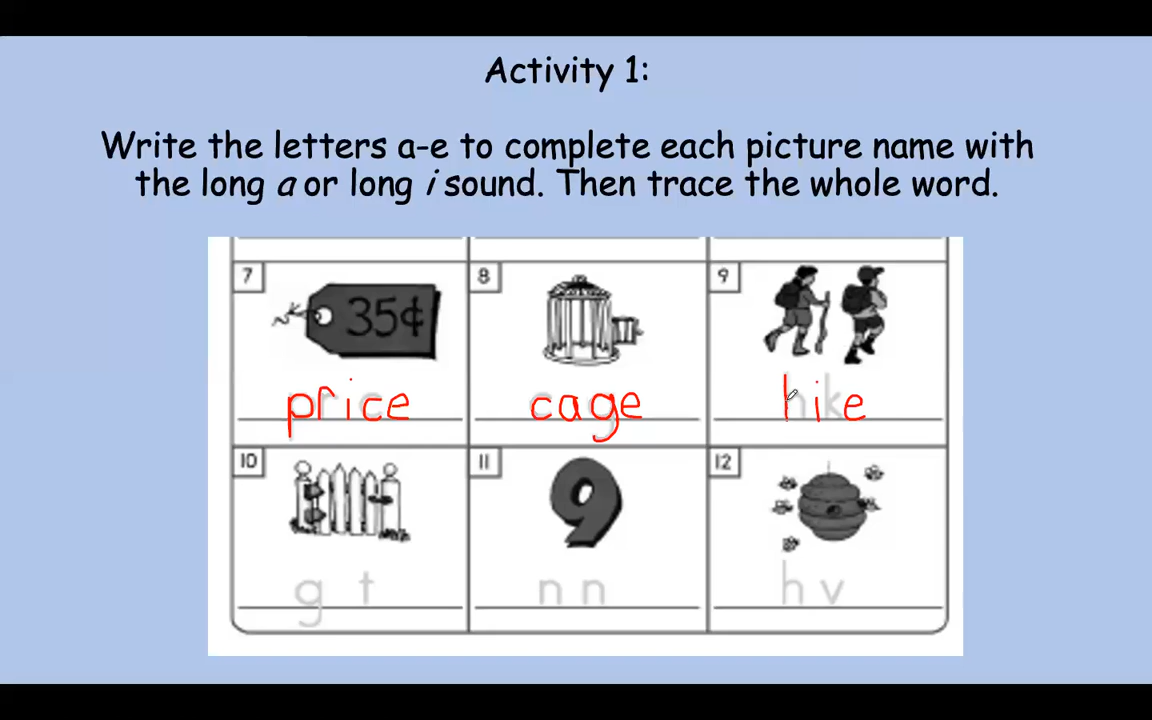 Activity 1:
Write the letters a-e to complete each picture name with
the long a or long i sound. Then trace the whole word.
7 8 9
35¢
price cage hike
10 11 12
9
g t n n h v